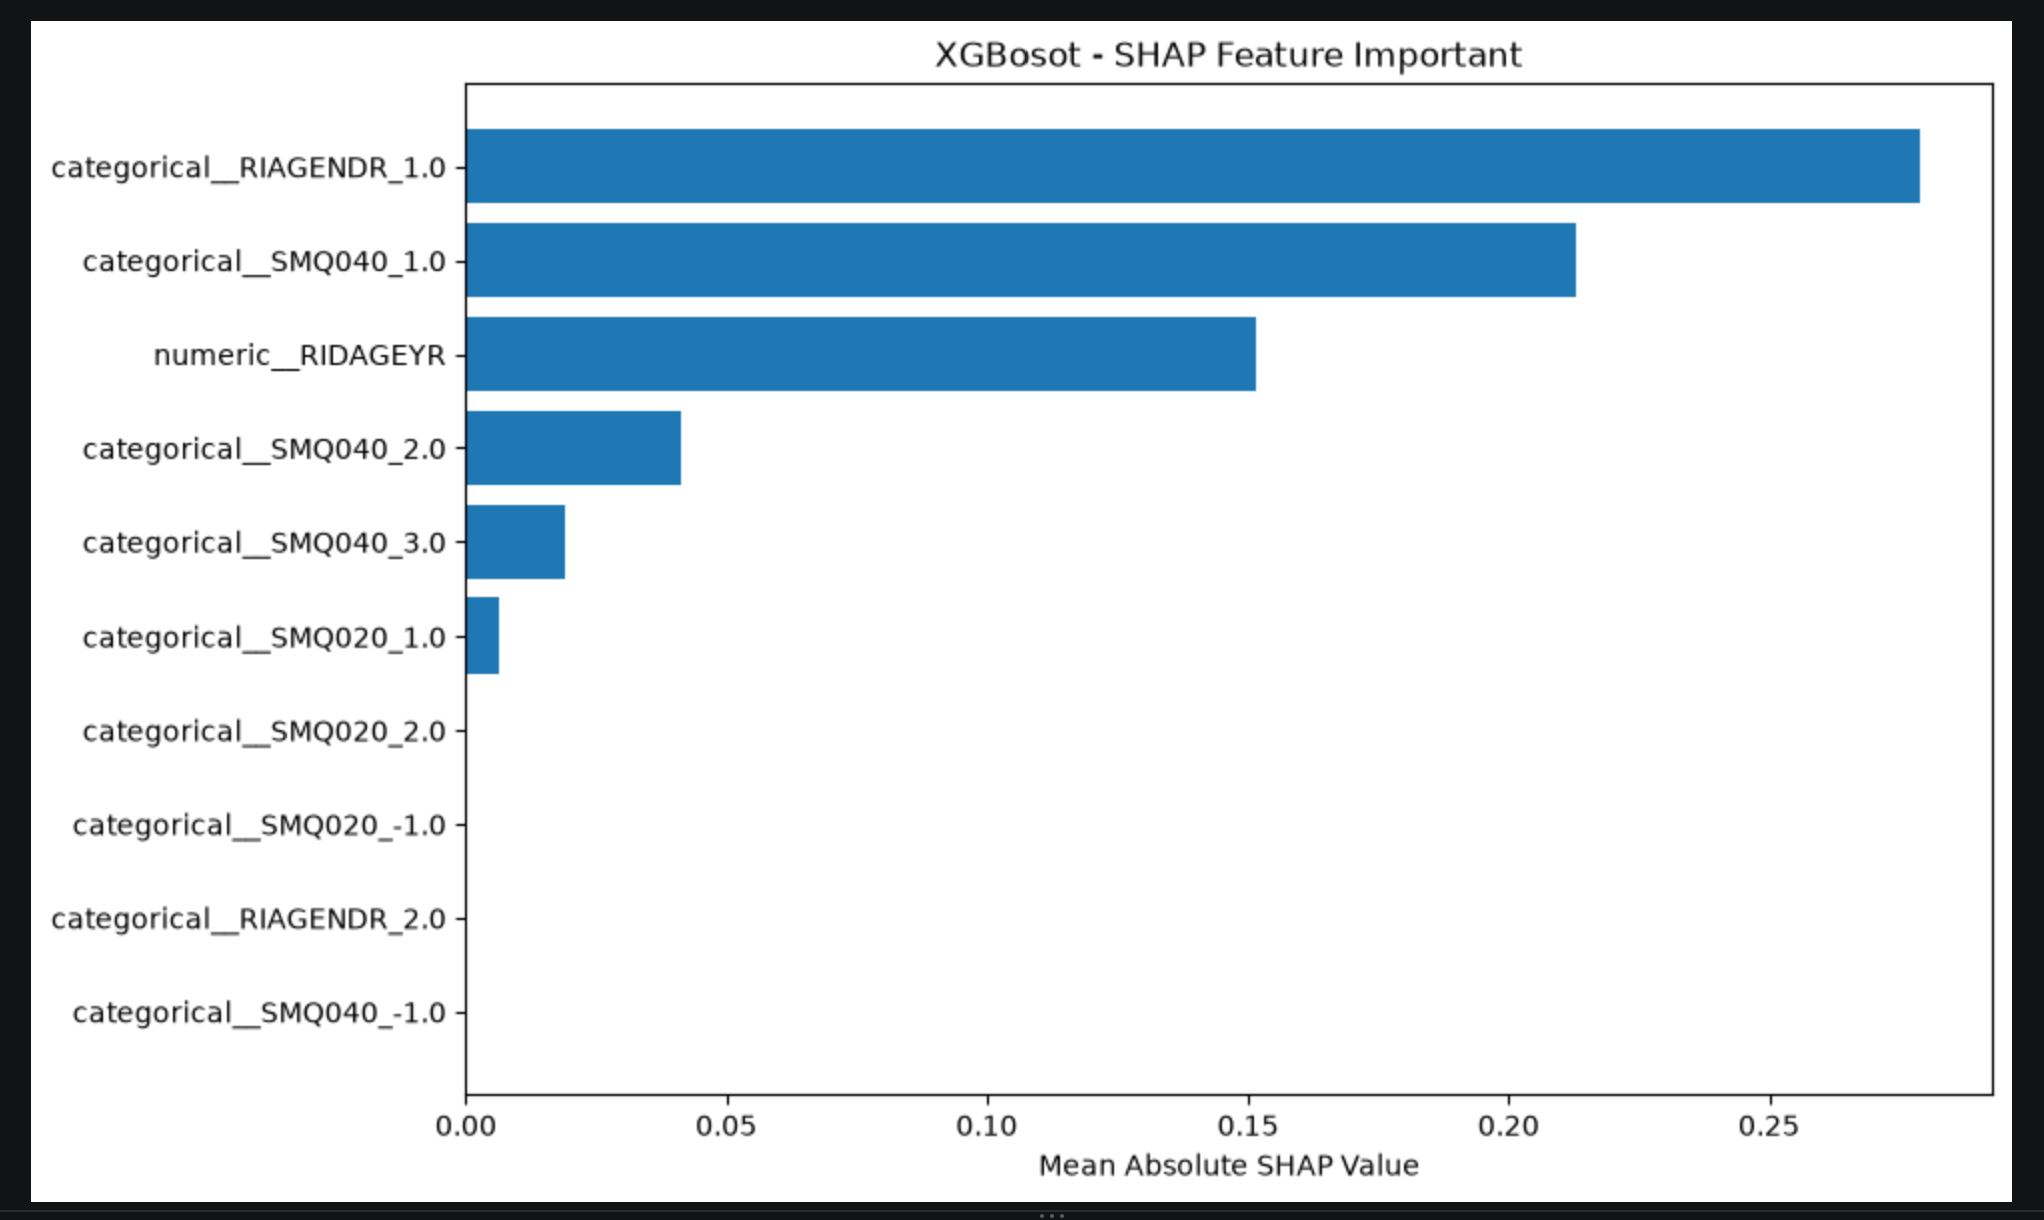 XGBosot - SHAP Feature Important
categorical__RIAGENDR_1.0
categorical__SMQ040_1.0
numeric__RIDAGEYR
categorical__SMQ040_2.0
categorical__SMQ040_3.0
categorical__SMQ020_1.0
categorical__SMQ020_2.0
categorical__SMQ020_-1.0
categorical__RIAGENDR_2.0
categorical__SMQ040_-1.0
0.00 0.05 0.10 0.15 0.20 0.25
Mean Absolute SHAP Value